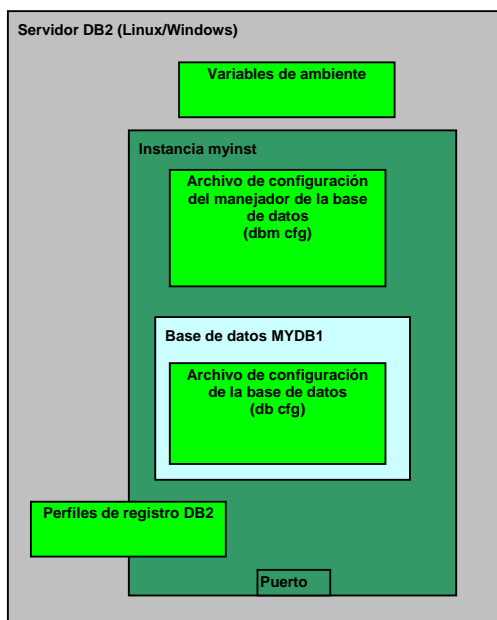 Servidor DB2 (Linux/Windows)
Variables de ambiente
Instancia myinst
Archivo de configuración
del manejador de la base
de datos
(dbm cfg)
Base de datos MYDB1
Archivo de configuración
de la base de datos
(db cfg)
Perfiles de registro DB2
Puerto